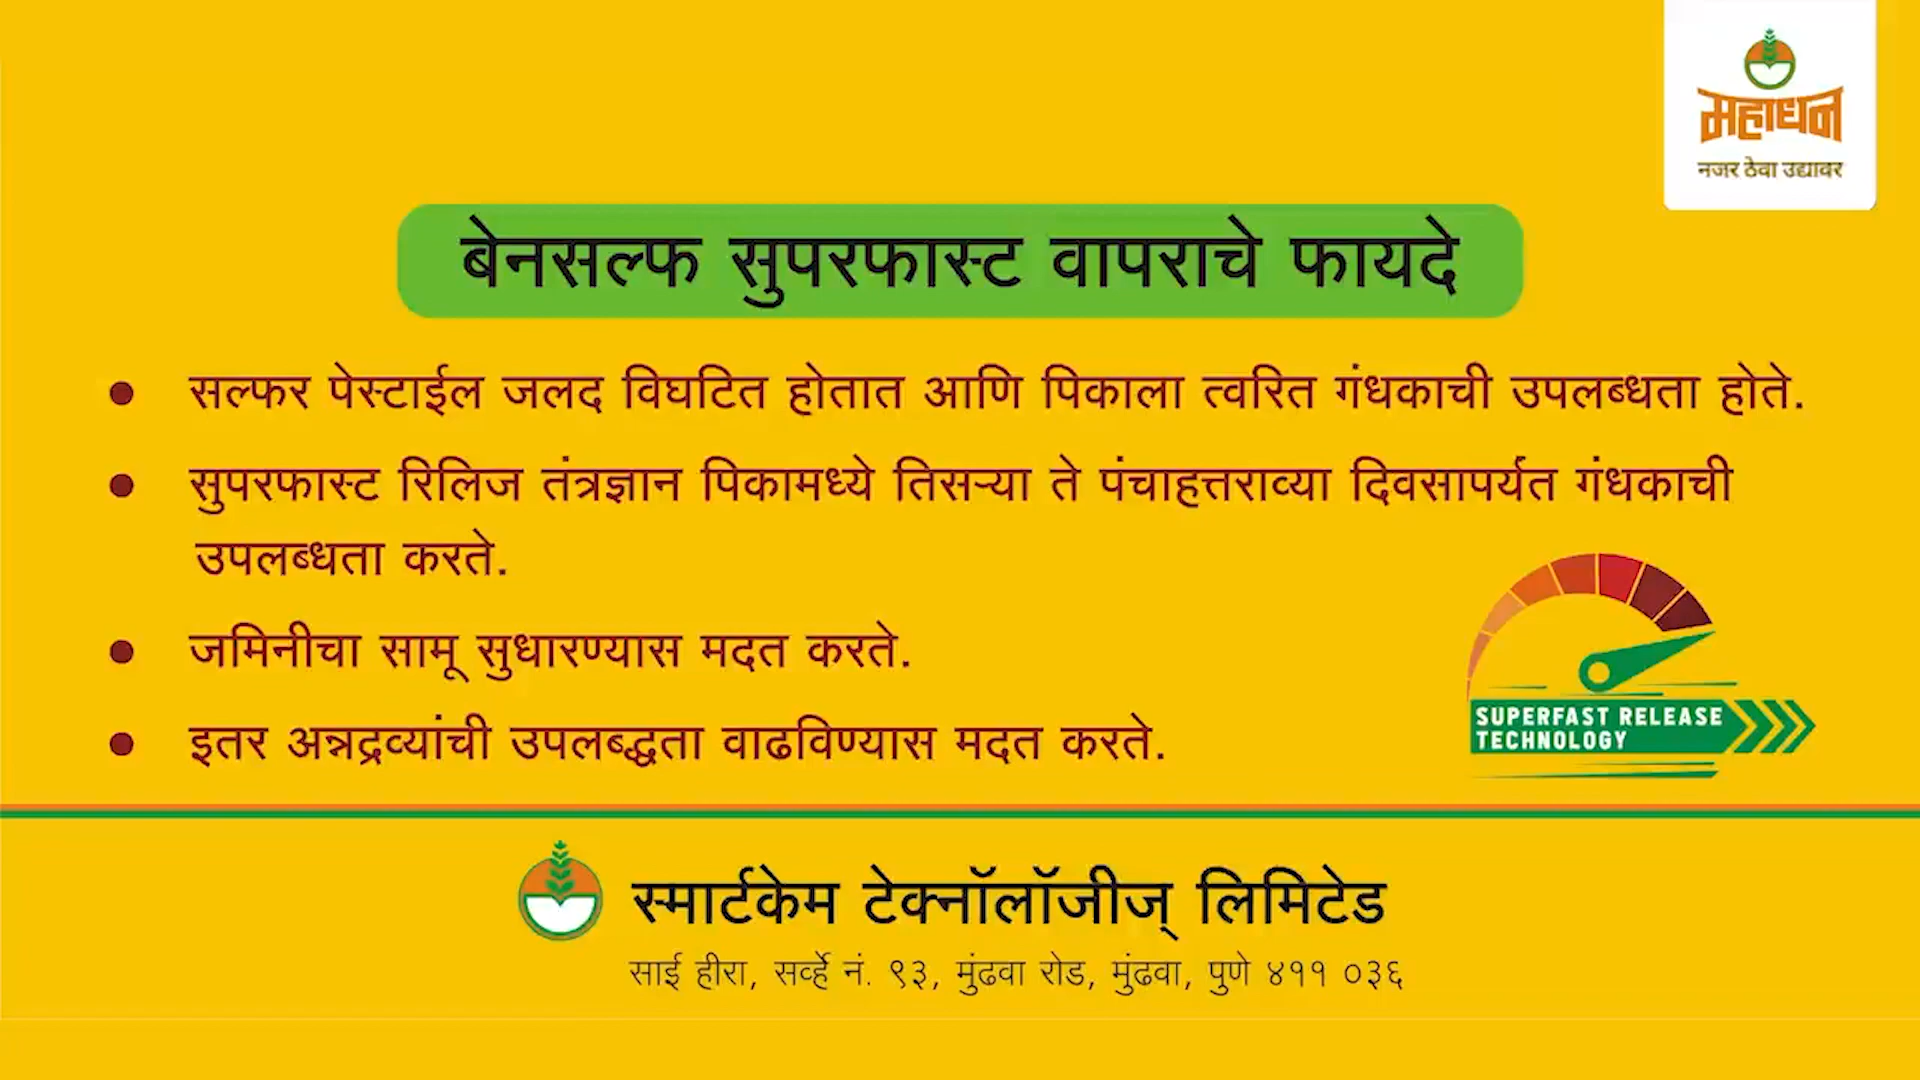 महाधन
नजर ठेवा उद्यावर
बेनसल्फ सुपरफास्ट वापराचे फायदे
• सल्फर पेस्टाईल जलद विघटित होतात आणि पिकाला त्वरित गंधकाची उपलब्धता होते.
• सुपरफास्ट रिलिज तंत्रज्ञान पिकामध्ये तिसऱ्या ते पंचाहत्तराव्या दिवसापर्यंत गंधकाची
उपलब्धता करते.
• जमिनीचा सामू सुधारण्यास मदत करते.
• इतर अन्नद्रव्यांची उपलब्द्धता वाढविण्यास मदत करते.
SUPERFAST RELEASE
TECHNOLOGY
स्मार्टकेम टेक्नॉलॉजीज् लिमिटेड
साई हीरा, सर्व्हे नं. ९३, मुंढवा रोड, मुंढवा, पुणे ४११ ०३६